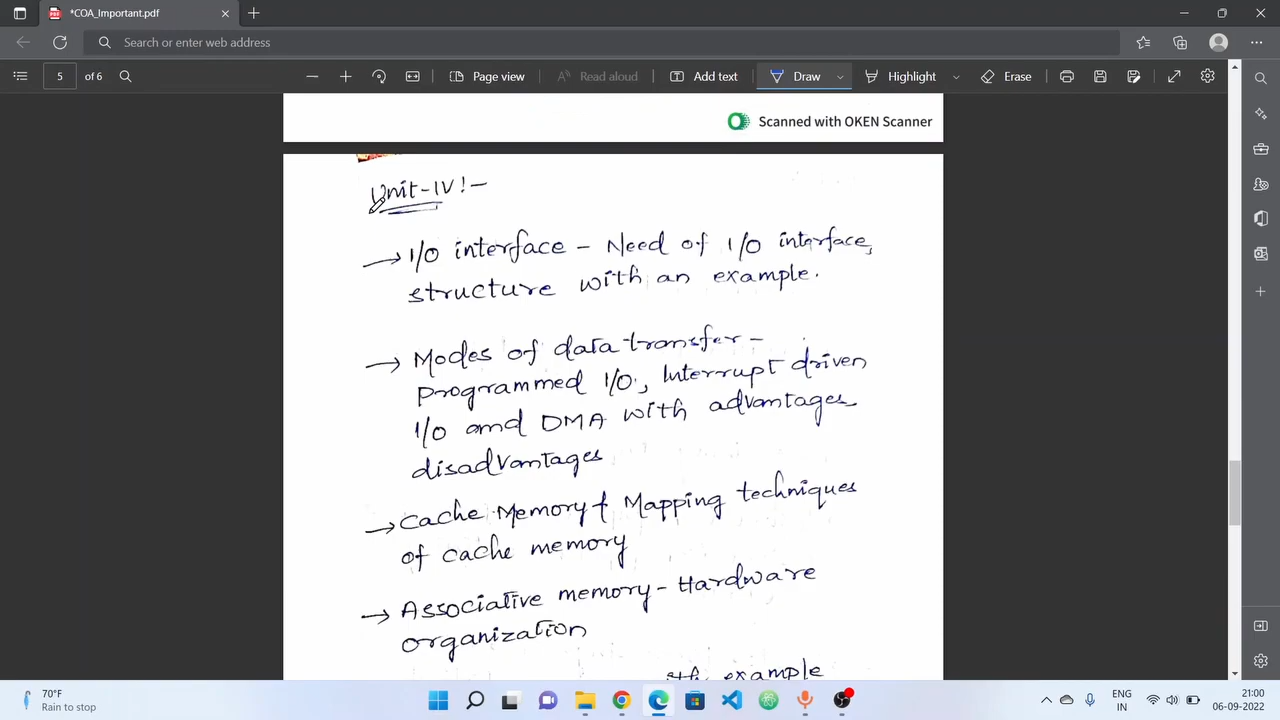 *COA_Important.pdf
Search or enter web address
5 of 6
Page view
Read aloud
Add text
Draw
Highlight
Erase
Scanned with OKEN Scanner
Unit-IV:-
→ I/O interface - Need of I/O interface,
structure with an example.
→ Modes of data transfer -
programmed I/O, Interrupt driven
I/O and DMA with advantages
disadvantages
→ Cache Memory & Mapping techniques
of cache memory
→ Associative memory - Hardware
organization
example
70°F
Rain to stop
ENG
IN
21:00
06-09-2022